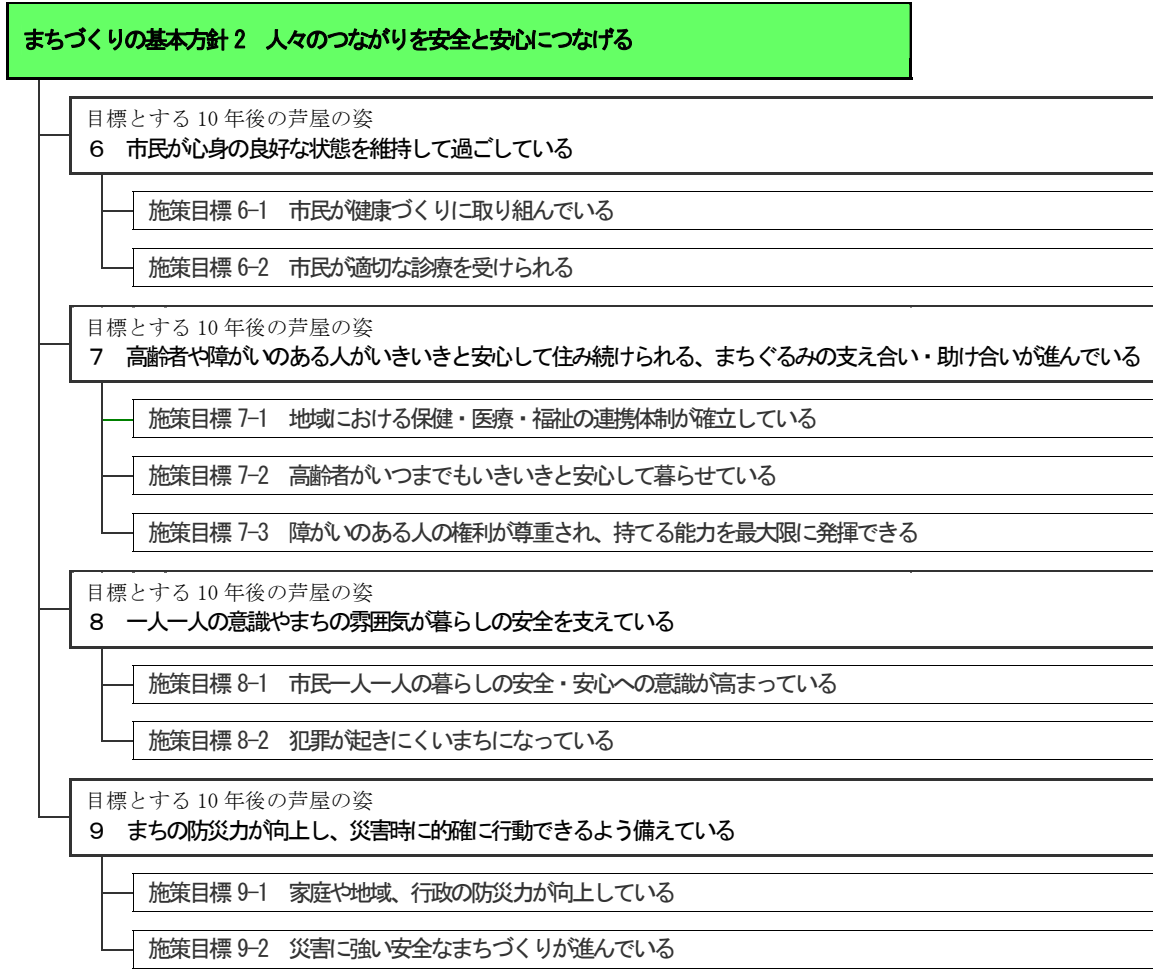 まちづくりの基本方針2　人々のつながりを安全と安心につなげる
目標とする10年後の芦屋の姿
６　市民が心身の良好な状態を維持して過ごしている
施策目標6-1　市民が健康づくりに取り組んでいる
施策目標6-2　市民が適切な診療を受けられる
目標とする10年後の芦屋の姿
７　高齢者や障がいのある人がいきいきと安心して住み続けられる、まちぐるみの支え合い・助け合いが進んでいる
施策目標7-1　地域における保健・医療・福祉の連携体制が確立している
施策目標7-2　高齢者がいつまでもいきいきと安心して暮らせている
施策目標7-3　障がいのある人の権利が尊重され、持てる能力を最大限に発揮できる
目標とする10年後の芦屋の姿
８　一人一人の意識やまちの雰囲気が暮らしの安全を支えている
施策目標8-1　市民一人一人の暮らしの安全・安心への意識が高まっている
施策目標8-2　犯罪が起きにくいまちになっている
目標とする10年後の芦屋の姿
９　まちの防災力が向上し、災害時に的確に行動できるよう備えている
施策目標9-1　家庭や地域、行政の防災力が向上している
施策目標9-2　災害に強い安全なまちづくりが進んでいる